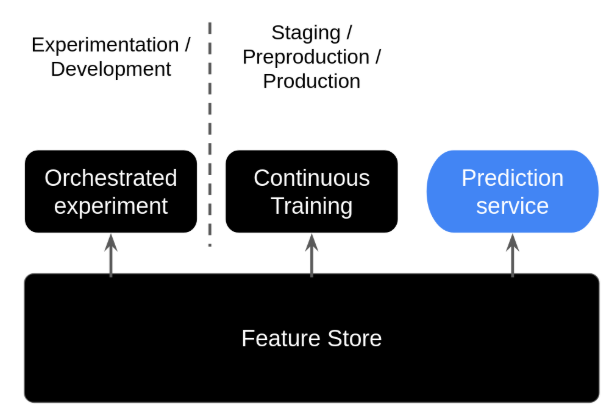 Experimentation /
Development
Staging /
Preproduction /
Production
Orchestrated
experiment
Continuous
Training
Prediction
service
Feature Store